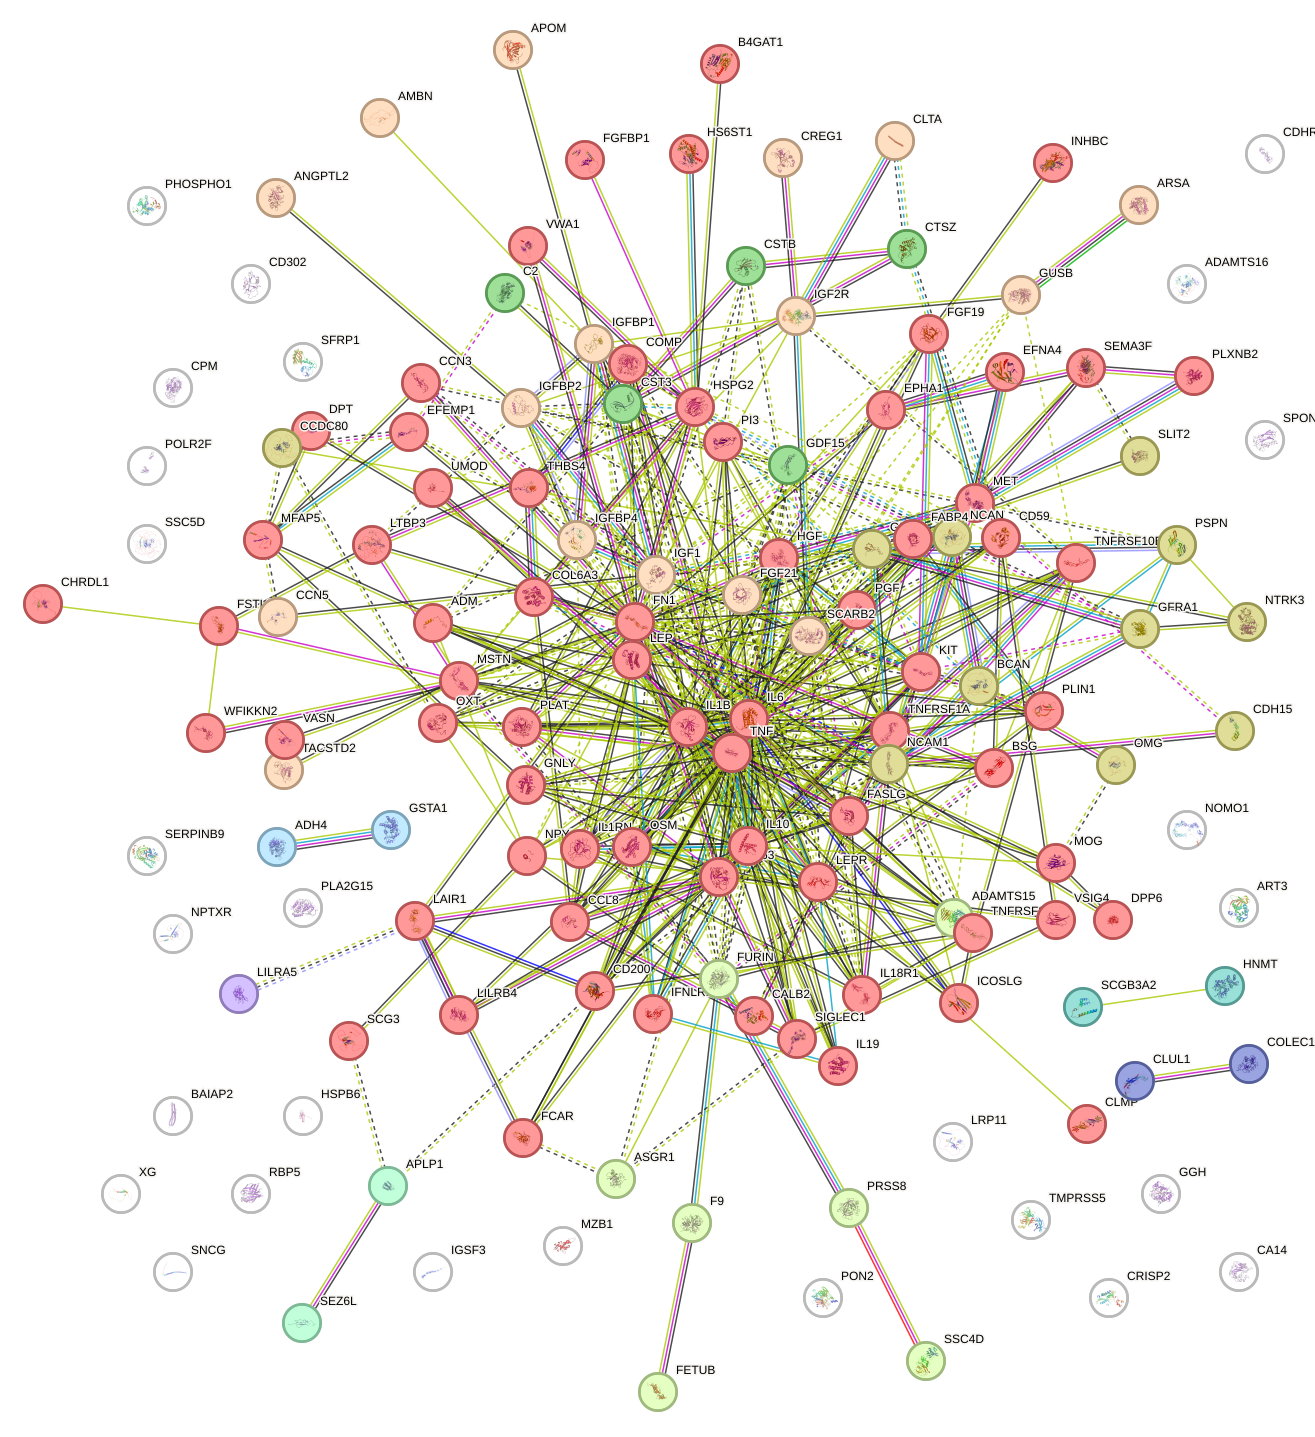 APOM
B4GAT1
AMBN
CLTA
FGFBP1
HS6ST1
CREG1
INHBC
CDHR
PHOSPHO1
ANGPTL2
ARSA
VWA1
CSTB
CTSZ
CD302
C2
GUSB
ADAMTS16
IGF2R
IGFBP1
FGF19
SFRP1
COMP
CCN3
EFNA4
SEMA3F
PLXNB2
CPM
IGFBP2
CST3
HSPG2
EPHA1
DPT
CCDC80
EFEMP1
PI3
SPON
POLR2F
UMOD
THBS4
GDF15
SLIT2
MET
SSC5D
MFAP5
LTBP3
IGFBP4
HGF
FABP4
NCAN
CD59
PSPN
TNFRSF10B
IGF1
CHRDL1
COL6A3
FGF21
PGF
FSTL
CCN5
ADM
FN1
SCARB2
GFRA1
NTRK3
LEP
KIT
MSTN
BCAN
WFIKKN2
VASN
OXT
PLAT
IL1B
IL6
TNFRSF1A
PLIN1
CDH15
TACSTD2
TNF
NCAM1
BSG
OMG
GNLY
FASLG
NOMO1
ADH4
GSTA1
SERPINB9
NPY
IL1RN
OSM
IL10
LEPR
MOG
PLA2G15
LAIR1
CCL8
ADAMTS15
TNFRSF
VSIG4
DPP6
ART3
NPTXR
LILRA5
LILRB4
CD200
FURIN
IL18R1
ICOSLG
SCGB3A2
HNMT
IFNLR
CALB2
SIGLEC1
SCG3
IL19
CLUL1
COLEC1
BAIAP2
HSPB6
FCAR
CLMP
LRP11
XG
RBP5
APLP1
ASGR1
PRSS8
GGH
F9
TMPRSS5
SNCG
IGSF3
MZB1
PON2
CRISP2
CA14
SEZ6L
SSC4D
FETUB